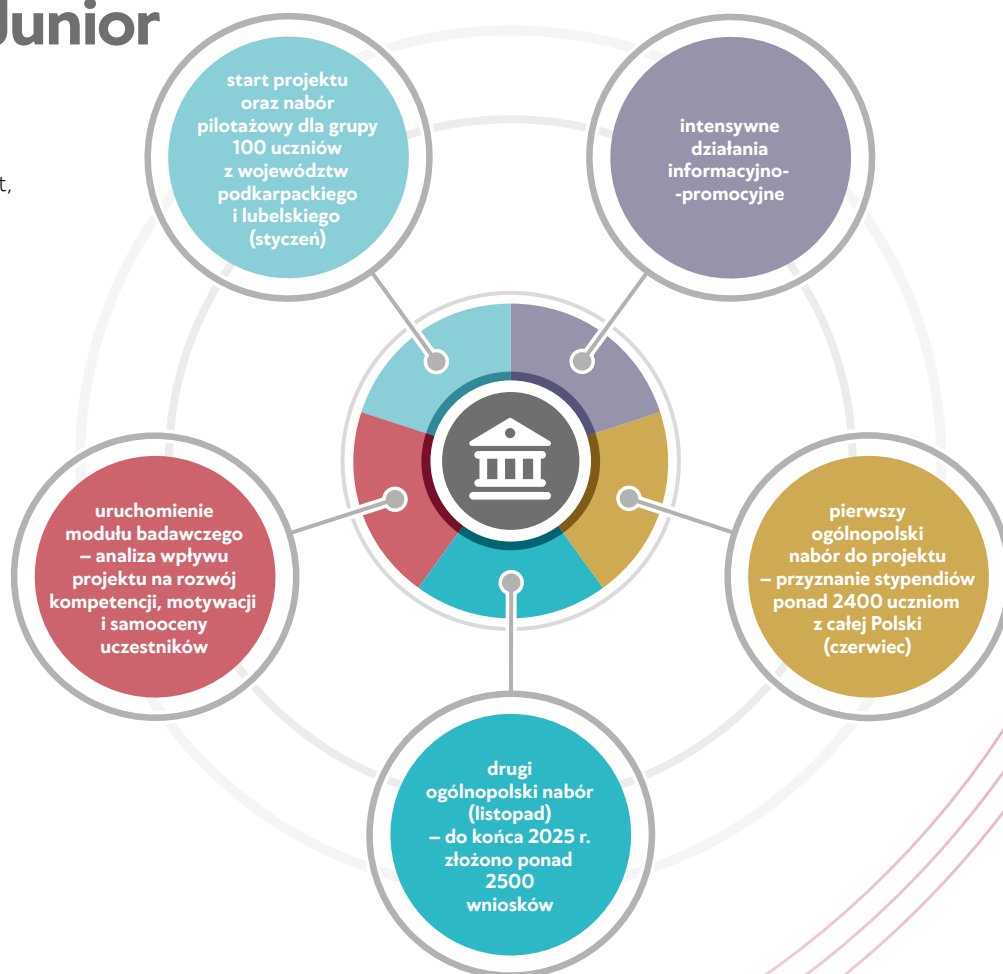 Junior
t,
start projektu
oraz nabór
pilotażowy dla grupy
100 uczniów
z województw
podkarpackiego
i lubelskiego
(styczeń)
intensywne
działania
informacyjno-
-promocyjne
pierwszy
ogólnopolski
nabór do projektu
– przyznanie stypendiów
ponad 2400 uczniom
z całej Polski
(czerwiec)
drugi
ogólnopolski nabór
(listopad)
– do końca 2025 r.
złożono ponad
2500
wniosków
uruchomienie
modułu badawczego
– analiza wpływu
projektu na rozwój
kompetencji, motywacji
i samooceny
uczestników